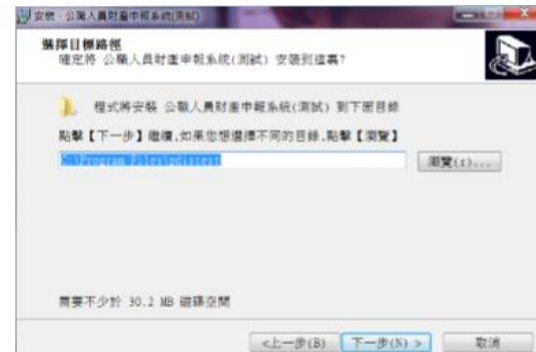 安裝 - 公職人員財產申報系統(測試)
選擇目標路徑
確定將 公職人員財產申報系統(測試) 安裝到這裏?
程式將安裝 公職人員財產申報系統(測試) 到下面目錄
點擊【下一步】繼續,如果您想選擇不同的目錄,點擊【瀏覽】
C:\Program Files\
瀏覽(r)...
需要不少於 30.2 MB 磁碟空間
<上一步(B)
下一步(N) >
取消